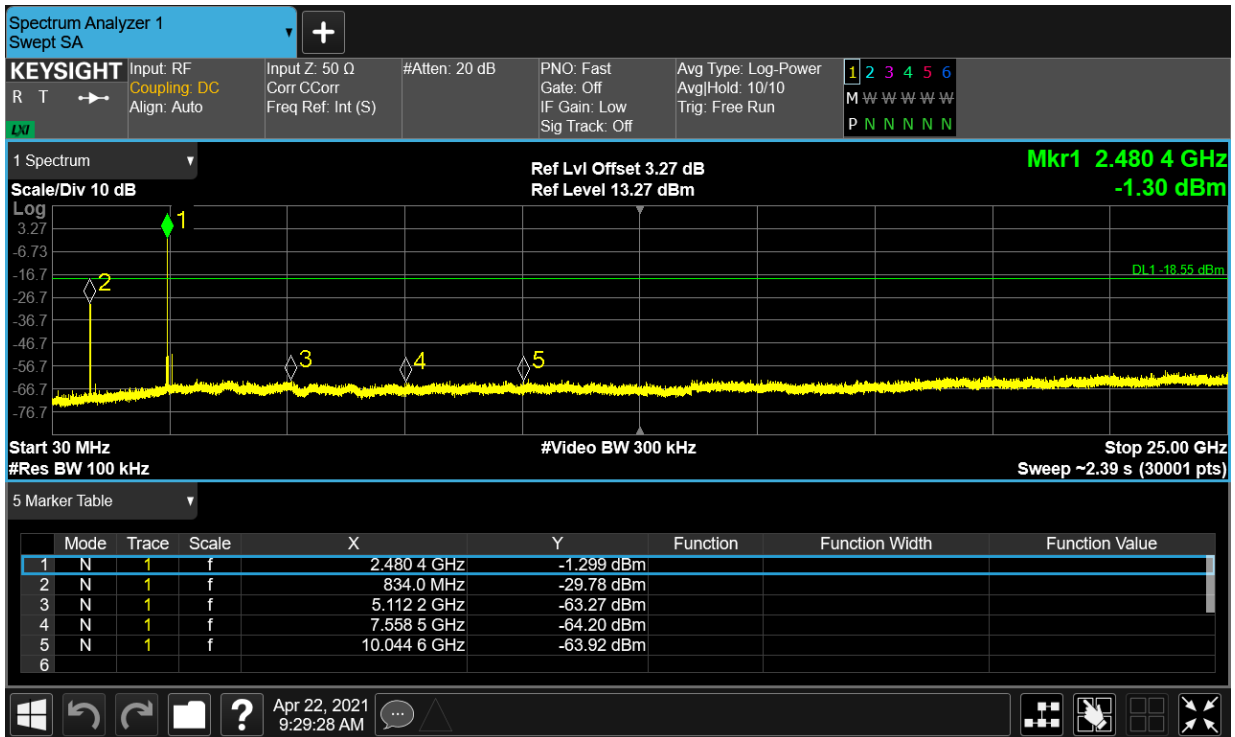 Spectrum Analyzer 1
Swept SA
+
KEYSIGHT
R T
LXI
Input: RF
Coupling: DC
Align: Auto
Input Z: 50 Ω
Corr CCorr
Freq Ref: Int (S)
#Atten: 20 dB
PNO: Fast
Gate: Off
IF Gain: Low
Sig Track: Off
Avg Type: Log-Power
Avg|Hold: 10/10
Trig: Free Run
1 2 3 4 5 6
M W W W W W
P N N N N N
1 Spectrum
Scale/Div 10 dB
Ref Lvl Offset 3.27 dB
Ref Level 13.27 dBm
Mkr1 2.480 4 GHz
-1.30 dBm
Log
3.27
-6.73
-16.7
-26.7
-36.7
-46.7
-56.7
-66.7
-76.7
1
2
3
4
5
DL1 -18.55 dBm
Start 30 MHz
#Res BW 100 kHz
#Video BW 300 kHz
Stop 25.00 GHz
Sweep ~2.39 s (30001 pts)
5 Marker Table
Mode Trace Scale X Y Function Function Width Function Value
1 N 1 f 2.480 4 GHz -1.299 dBm
2 N 1 f 834.0 MHz -29.78 dBm
3 N 1 f 5.112 2 GHz -63.27 dBm
4 N 1 f 7.558 5 GHz -64.20 dBm
5 N 1 f 10.044 6 GHz -63.92 dBm
6
?
Apr 22, 2021
9:29:28 AM